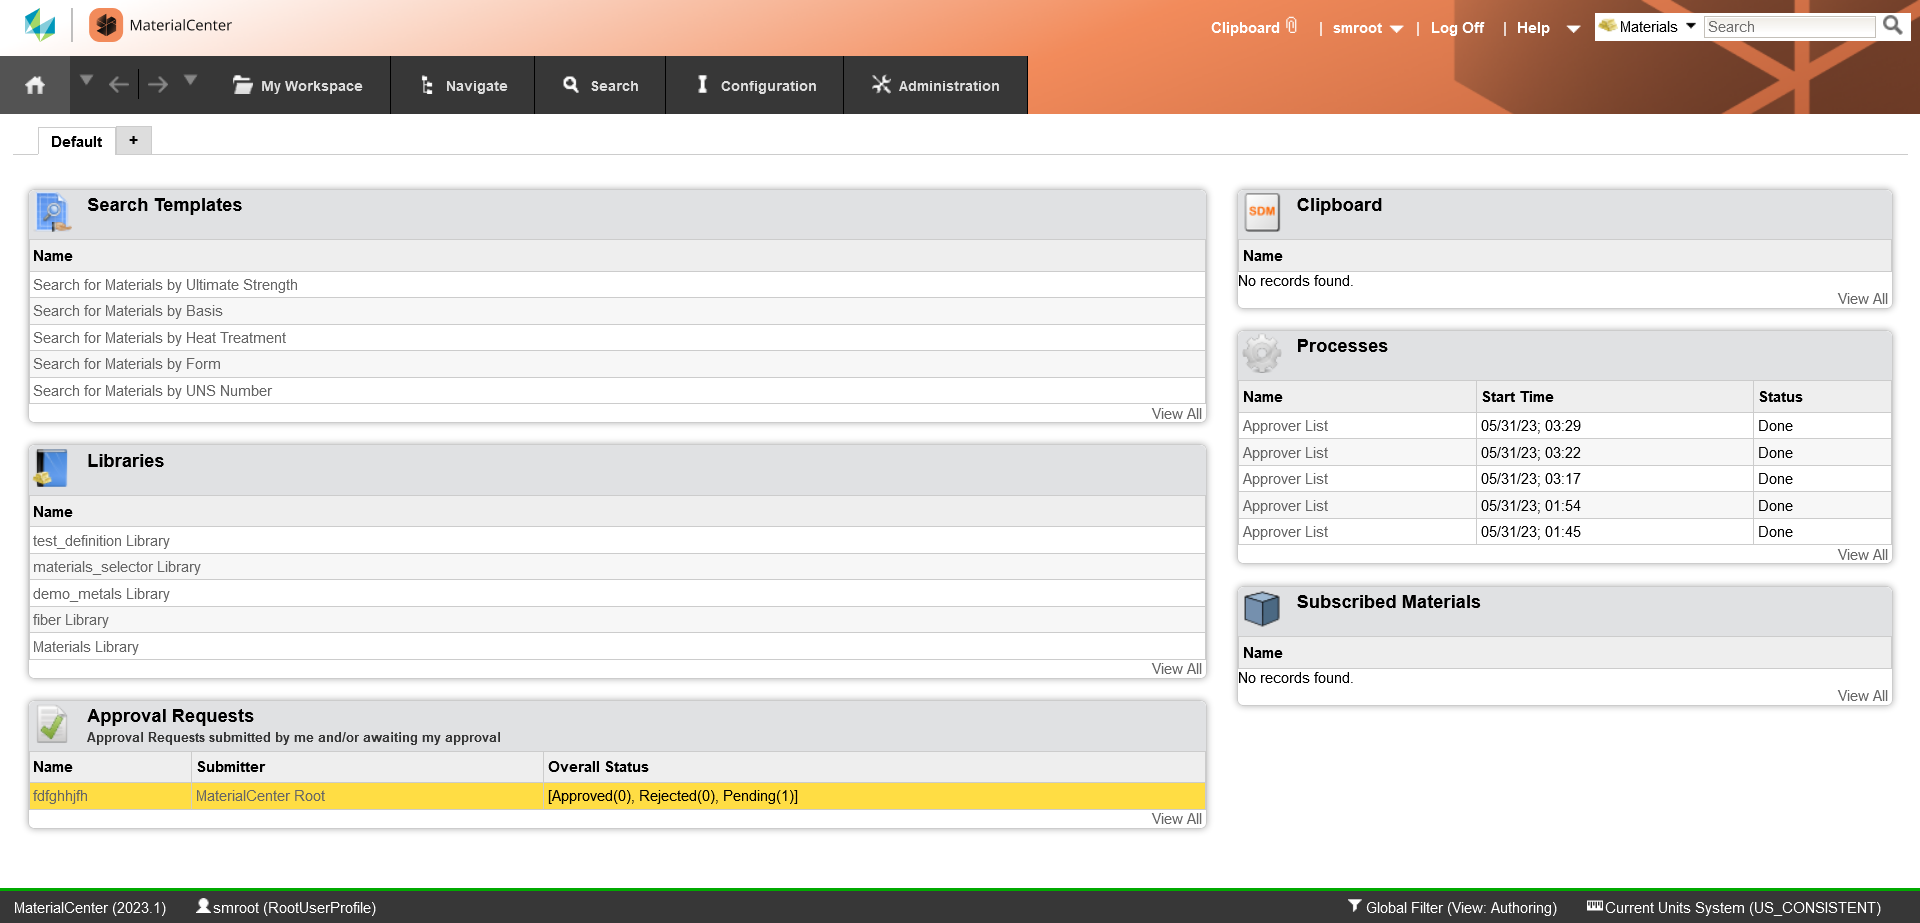 MaterialCenter
Clipboard | smroot | Log Off | Help
Materials Search
My Workspace Navigate Search Configuration Administration
Default +
Search Templates
Name
Search for Materials by Ultimate Strength
Search for Materials by Basis
Search for Materials by Heat Treatment
Search for Materials by Form
Search for Materials by UNS Number
View All
Libraries
Name
test_definition Library
materials_selector Library
demo_metals Library
fiber Library
Materials Library
View All
Approval Requests
Approval Requests submitted by me and/or awaiting my approval
Name Submitter Overall Status
fdfghhjfh MaterialCenter Root [Approved(0), Rejected(0), Pending(1)]
View All
SDM Clipboard
Name
No records found.
View All
Processes
Name Start Time Status
Approver List 05/31/23; 03:29 Done
Approver List 05/31/23; 03:22 Done
Approver List 05/31/23; 03:17 Done
Approver List 05/31/23; 01:54 Done
Approver List 05/31/23; 01:45 Done
View All
Subscribed Materials
Name
No records found.
View All
MaterialCenter (2023.1) smroot (RootUserProfile) Global Filter (View: Authoring) Current Units System (US_CONSISTENT)